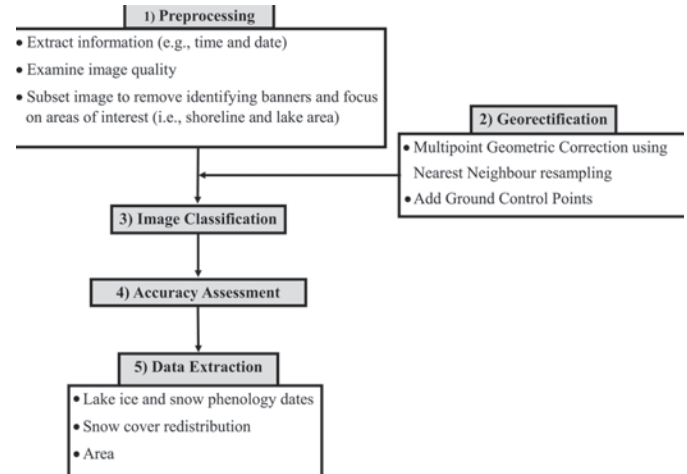 1) Preprocessing
• Extract information (e.g., time and date)
• Examine image quality
• Subset image to remove identifying banners and focus
on areas of interest (i.e., shoreline and lake area)
2) Georectification
• Multipoint Geometric Correction using
Nearest Neighbour resampling
• Add Ground Control Points
3) Image Classification
4) Accuracy Assessment
5) Data Extraction
• Lake ice and snow phenology dates
• Snow cover redistribution
• Area